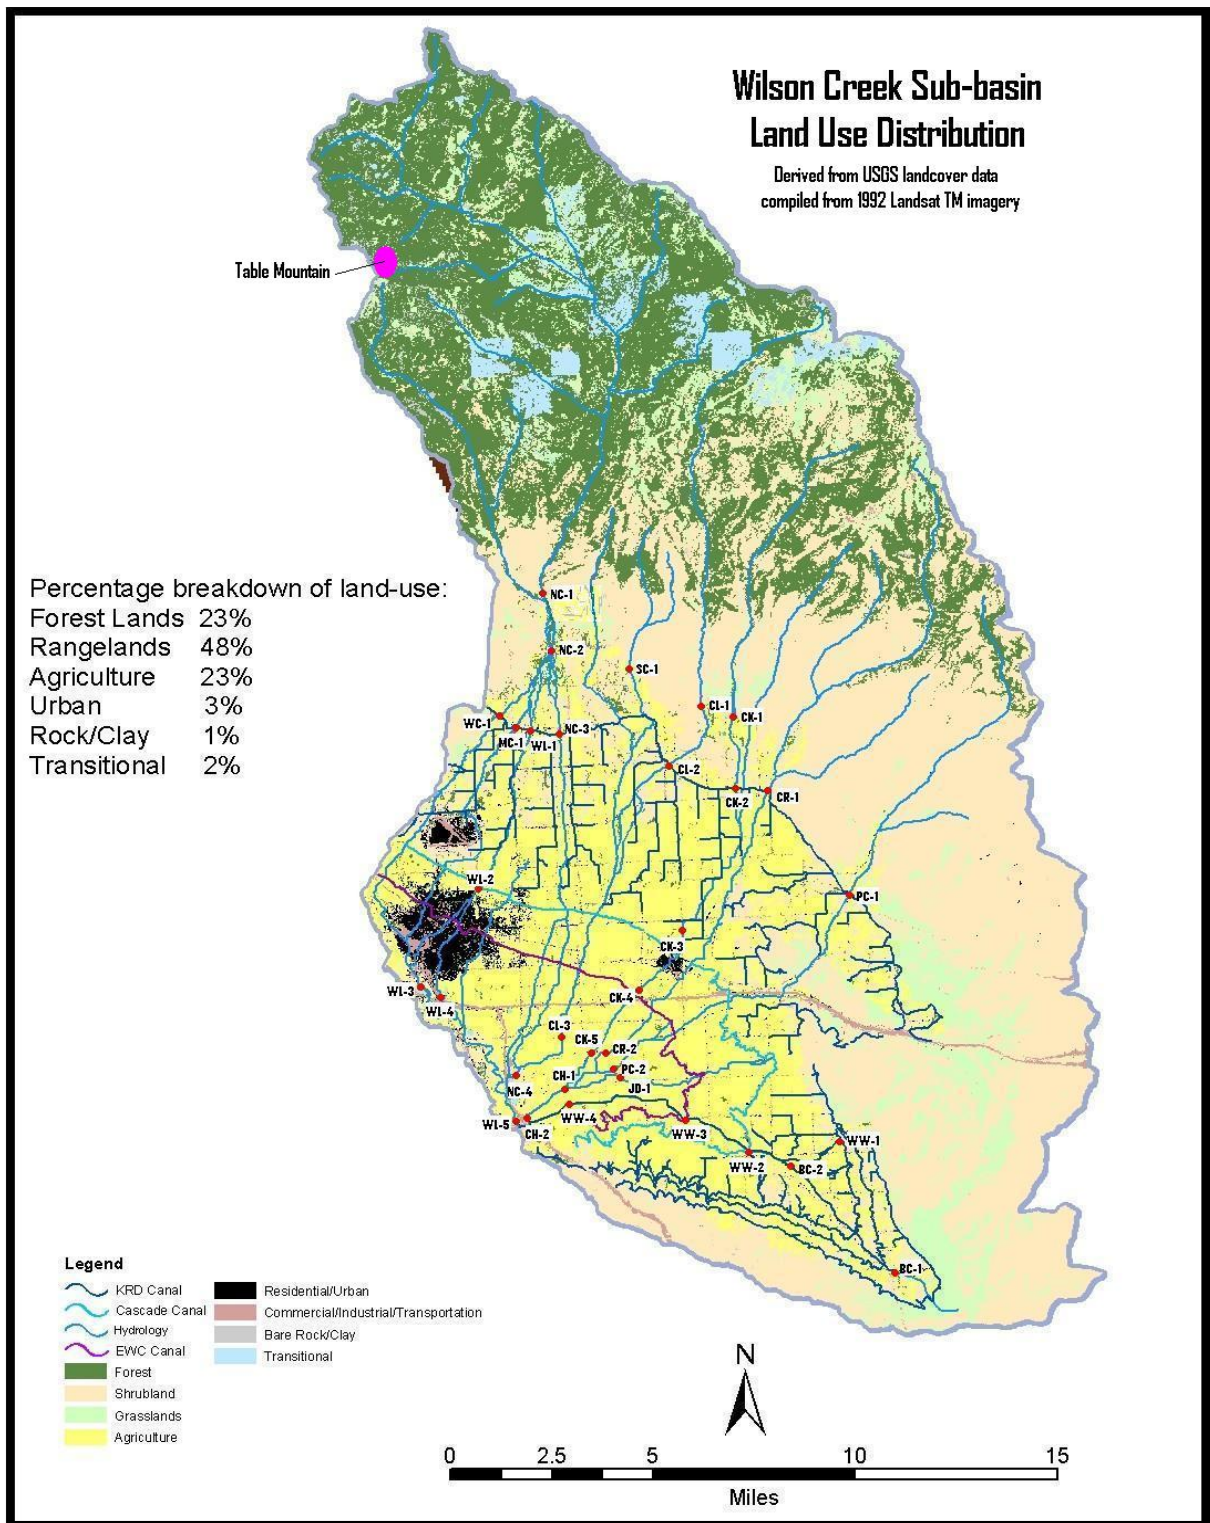 Wilson Creek Sub-basin
Land Use Distribution
Derived from USGS landcover data
compiled from 1992 Landsat TM imagery
Table Mountain
Percentage breakdown of land-use:
Forest Lands 23%
Rangelands 48%
Agriculture 23%
Urban 3%
Rock/Clay 1%
Transitional 2%
NC-1
NC-2
SC-1
CL-1
CK-1
WC-1
MC-1
WL-1
NC-3
CL-2
CK-2
CR-1
WL-2
PC-1
CK-3
WL-3
WL-4
CK-4
CL-3
CK-5
CR-2
PC-2
CH-1
JD-1
NC-4
WW-4
WL-5
CH-2
WW-3
WW-1
WW-2
BC-2
BC-1
Legend
KRD Canal
Cascade Canal
Hydrology
EWC Canal
Forest
Shrubland
Grasslands
Agriculture
Residential/Urban
Commercial/Industrial/Transportation
Bare Rock/Clay
Transitional
N
0 2.5 5 10 15
Miles